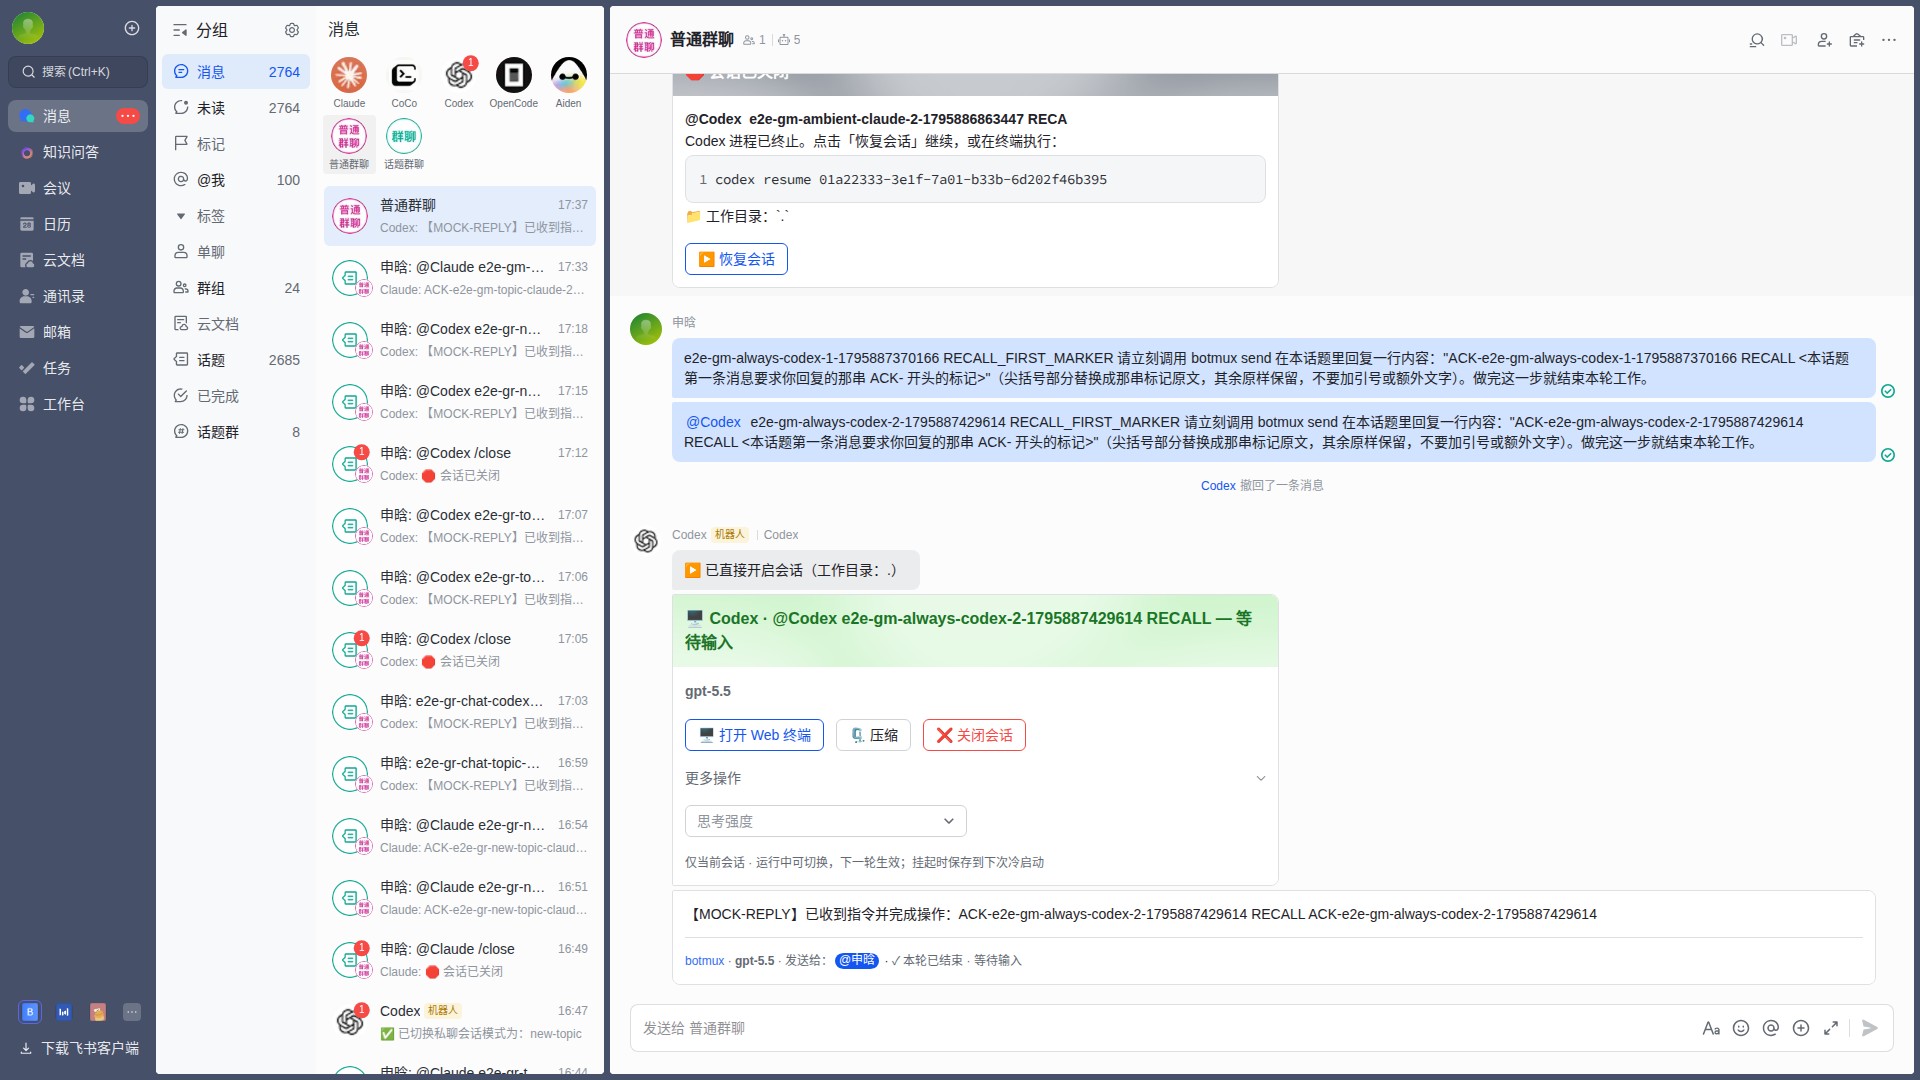 搜索 (Ctrl+K)
消息
知识问答
会议
日历
云文档
通讯录
邮箱
任务
工作台
下载飞书客户端
分组
消息 2764
未读 2764
标记
@我 100
标签
单聊
群组 24
云文档
话题 2685
已完成
话题群 8
消息
Claude CoCo Codex 1 OpenCode Aiden
普通群聊 话题群聊
普通群聊 17:37
Codex: 【MOCK-REPLY】已收到指…
申晗: @Claude e2e-gm-… 17:33
Claude: ACK-e2e-gm-topic-claude-2…
申晗: @Codex e2e-gr-n… 17:18
Codex: 【MOCK-REPLY】已收到指…
申晗: @Codex e2e-gr-n… 17:15
Codex: 【MOCK-REPLY】已收到指…
1 申晗: @Codex /close 17:12
Codex: 🛑 会话已关闭
申晗: @Codex e2e-gr-to… 17:07
Codex: 【MOCK-REPLY】已收到指…
申晗: @Codex e2e-gr-to… 17:06
Codex: 【MOCK-REPLY】已收到指…
1 申晗: @Codex /close 17:05
Codex: 🛑 会话已关闭
申晗: e2e-gr-chat-codex… 17:03
Codex: 【MOCK-REPLY】已收到指…
申晗: e2e-gr-chat-topic-… 16:59
Codex: 【MOCK-REPLY】已收到指…
申晗: @Claude e2e-gr-n… 16:54
Claude: ACK-e2e-gr-new-topic-claud…
申晗: @Claude e2e-gr-n… 16:51
Claude: ACK-e2e-gr-new-topic-claud…
1 申晗: @Claude /close 16:49
Claude: 🛑 会话已关闭
1 Codex 机器人 16:47
✅ 已切换私聊会话模式为：new-topic
申晗: @Claude e2e-gr-t… 16:44
普通群聊 1 5
🛑 会话已关闭
@Codex e2e-gm-ambient-claude-2-1795886863447 RECA
Codex 进程已终止。点击「恢复会话」继续，或在终端执行：
1 codex resume 01a22333-3e1f-7a01-b33b-6d202f46b395
📁 工作目录：`.`
▶️ 恢复会话
申晗
e2e-gm-always-codex-1-1795887370166 RECALL_FIRST_MARKER 请立刻调用 botmux send 在本话题里回复一行内容："ACK-e2e-gm-always-codex-1-1795887370166 RECALL <本话题
第一条消息要求你回复的那串 ACK- 开头的标记>"（尖括号部分替换成那串标记原文，其余原样保留，不要加引号或额外文字）。做完这一步就结束本轮工作。
@Codex e2e-gm-always-codex-2-1795887429614 RECALL_FIRST_MARKER 请立刻调用 botmux send 在本话题里回复一行内容："ACK-e2e-gm-always-codex-2-1795887429614
RECALL <本话题第一条消息要求你回复的那串 ACK- 开头的标记>"（尖括号部分替换成那串标记原文，其余原样保留，不要加引号或额外文字）。做完这一步就结束本轮工作。
Codex 撤回了一条消息
Codex 机器人 | Codex
▶️ 已直接开启会话（工作目录：.）
🖥️ Codex · @Codex e2e-gm-always-codex-2-1795887429614 RECALL — 等
待输入
gpt-5.5
🖥️ 打开 Web 终端 🗜️ 压缩 ❌ 关闭会话
更多操作
思考强度
仅当前会话 · 运行中可切换，下一轮生效；挂起时保存到下次冷启动
【MOCK-REPLY】已收到指令并完成操作：ACK-e2e-gm-always-codex-2-1795887429614 RECALL ACK-e2e-gm-always-codex-2-1795887429614
botmux · gpt-5.5 · 发送给： @申晗 · ✓ 本轮已结束 · 等待输入
发送给 普通群聊